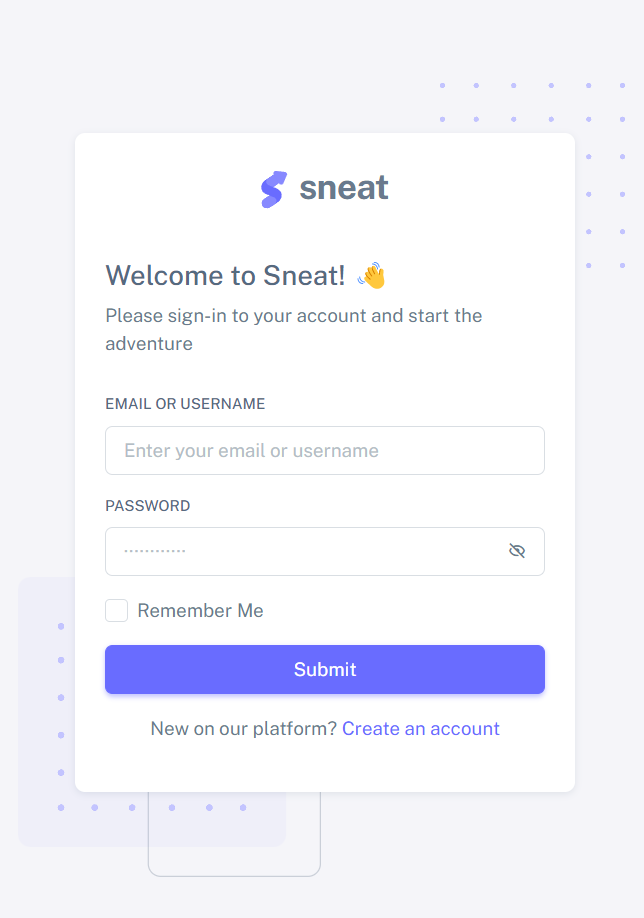 sneat
Welcome to Sneat! 👋
Please sign-in to your account and start the
adventure
EMAIL OR USERNAME
Enter your email or username
PASSWORD
············
Remember Me
Submit
New on our platform? Create an account